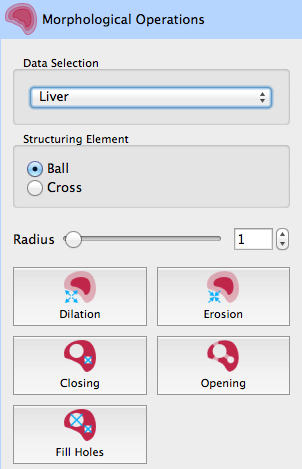 Morphological Operations
Data Selection
Liver
Structuring Element
Ball
Cross
Radius 1
Dilation Erosion
Closing Opening
Fill Holes